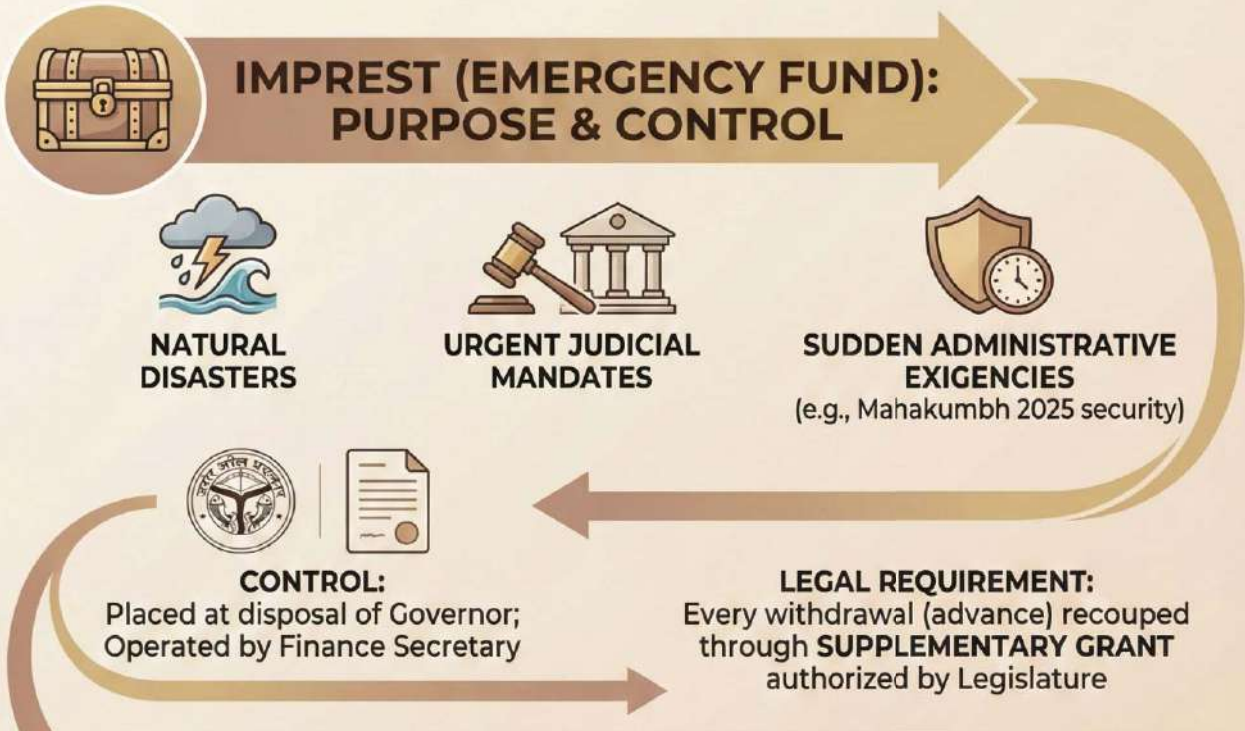 IMPREST (EMERGENCY FUND):
PURPOSE & CONTROL
NATURAL
DISASTERS
URGENT JUDICIAL
MANDATES
SUDDEN ADMINISTRATIVE
EXIGENCIES
(e.g., Mahakumbh 2025 security)
CONTROL:
Placed at disposal of Governor;
Operated by Finance Secretary
LEGAL REQUIREMENT:
Every withdrawal (advance) recouped
through SUPPLEMENTARY GRANT
authorized by Legislature